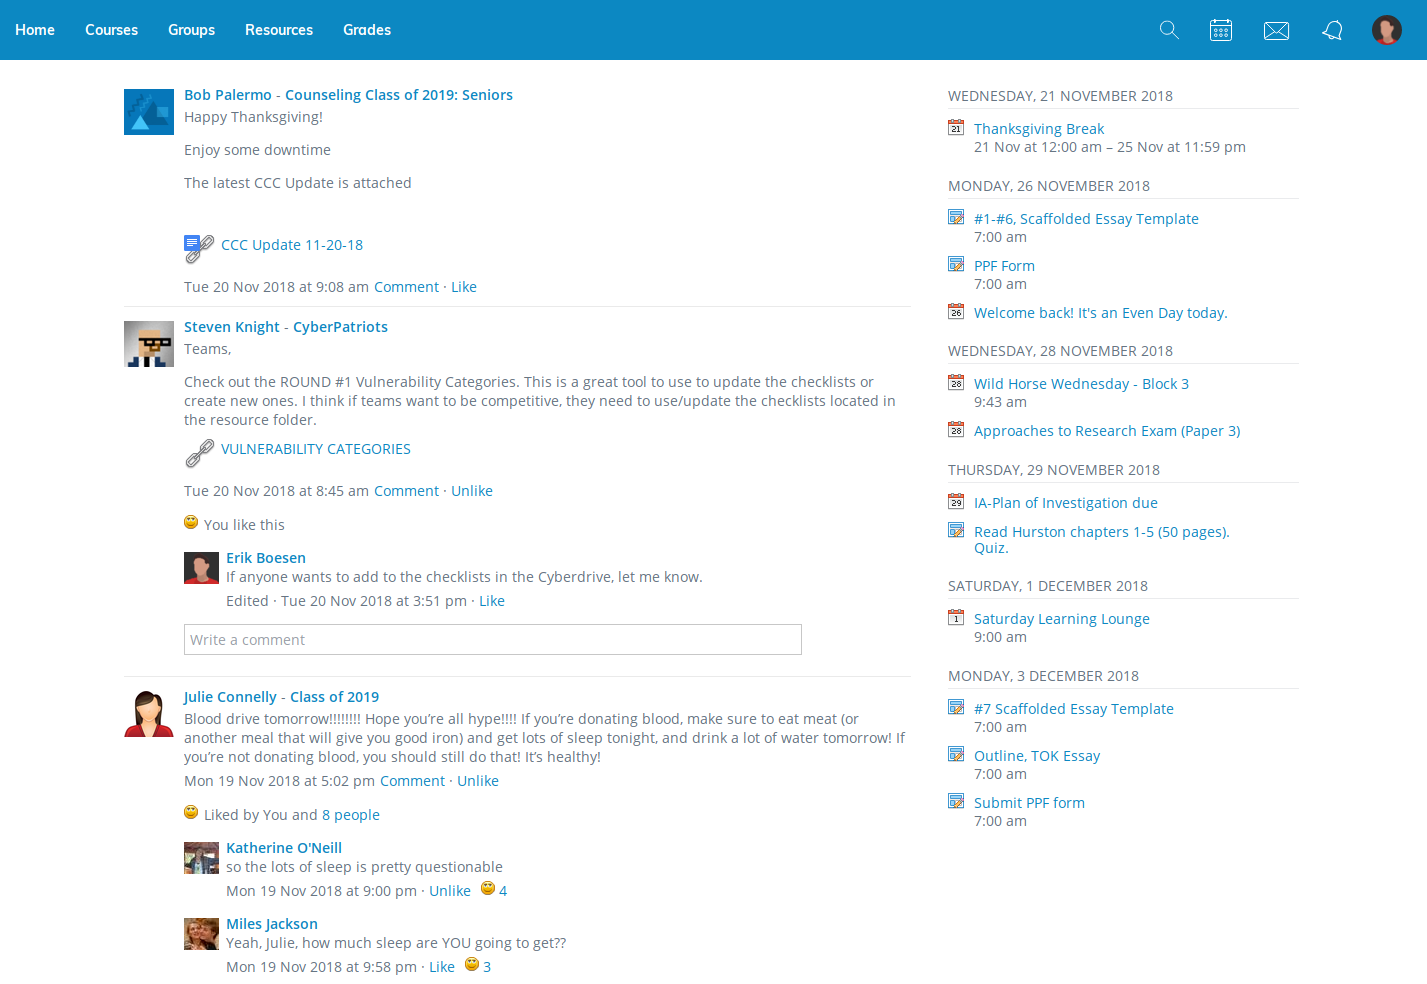 Home Courses Groups Resources Grades
Bob Palermo - Counseling Class of 2019: Seniors
Happy Thanksgiving!
Enjoy some downtime
The latest CCC Update is attached
CCC Update 11-20-18
Tue 20 Nov 2018 at 9:08 am Comment · Like
Steven Knight - CyberPatriots
Teams,
Check out the ROUND #1 Vulnerability Categories. This is a great tool to use to update the checklists or
create new ones. I think if teams want to be competitive, they need to use/update the checklists located in
the resource folder.
VULNERABILITY CATEGORIES
Tue 20 Nov 2018 at 8:45 am Comment · Unlike
You like this
Erik Boesen
If anyone wants to add to the checklists in the Cyberdrive, let me know.
Edited · Tue 20 Nov 2018 at 3:51 pm · Like
Write a comment
Julie Connelly - Class of 2019
Blood drive tomorrow!!!!!!!! Hope you’re all hype!!!! If you’re donating blood, make sure to eat meat (or
another meal that will give you good iron) and get lots of sleep tonight, and drink a lot of water tomorrow! If
you’re not donating blood, you should still do that! It’s healthy!
Mon 19 Nov 2018 at 5:02 pm Comment · Unlike
Liked by You and 8 people
Katherine O'Neill
so the lots of sleep is pretty questionable
Mon 19 Nov 2018 at 9:00 pm · Unlike 4
Miles Jackson
Yeah, Julie, how much sleep are YOU going to get??
Mon 19 Nov 2018 at 9:58 pm · Like 3
WEDNESDAY, 21 NOVEMBER 2018
21 Thanksgiving Break
21 Nov at 12:00 am – 25 Nov at 11:59 pm
MONDAY, 26 NOVEMBER 2018
#1-#6, Scaffolded Essay Template
7:00 am
PPF Form
7:00 am
26 Welcome back! It's an Even Day today.
WEDNESDAY, 28 NOVEMBER 2018
28 Wild Horse Wednesday - Block 3
9:43 am
28 Approaches to Research Exam (Paper 3)
THURSDAY, 29 NOVEMBER 2018
29 IA-Plan of Investigation due
Read Hurston chapters 1-5 (50 pages).
Quiz.
SATURDAY, 1 DECEMBER 2018
1 Saturday Learning Lounge
9:00 am
MONDAY, 3 DECEMBER 2018
#7 Scaffolded Essay Template
7:00 am
Outline, TOK Essay
7:00 am
Submit PPF form
7:00 am